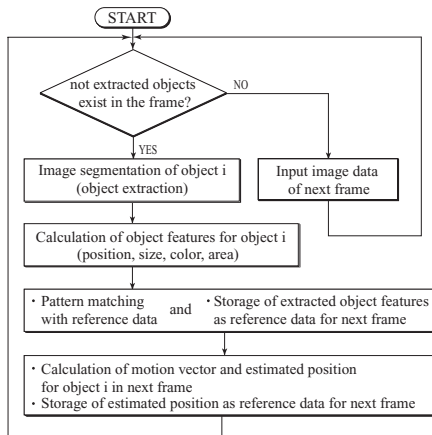 START
not extracted objects
exist in the frame?
NO
YES
Image segmentation of object i
(object extraction)
Input image data
of next frame
Calculation of object features for object i
(position, size, color, area)
・Pattern matching
with reference data
and
・Storage of extracted object features
as reference data for next frame
・Calculation of motion vector and estimated position
for object i in next frame
・Storage of estimated position as reference data for next frame